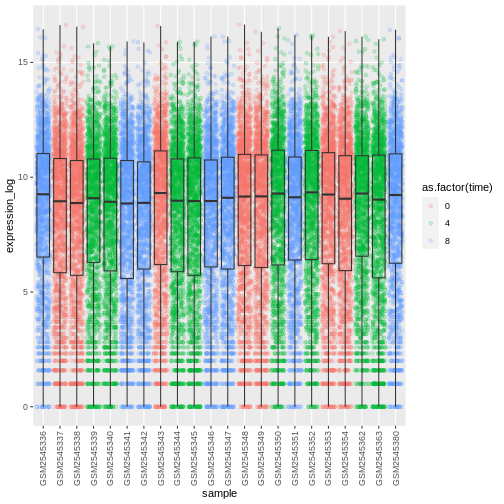 expression_log
15
10
5
0
GSM2545336
GSM2545337
GSM2545338
GSM2545339
GSM2545340
GSM2545341
GSM2545342
GSM2545343
GSM2545344
GSM2545345
GSM2545346
GSM2545347
GSM2545348
GSM2545349
GSM2545350
GSM2545351
GSM2545352
GSM2545353
GSM2545354
GSM2545362
GSM2545363
GSM2545380
sample
as.factor(time)
0
4
8